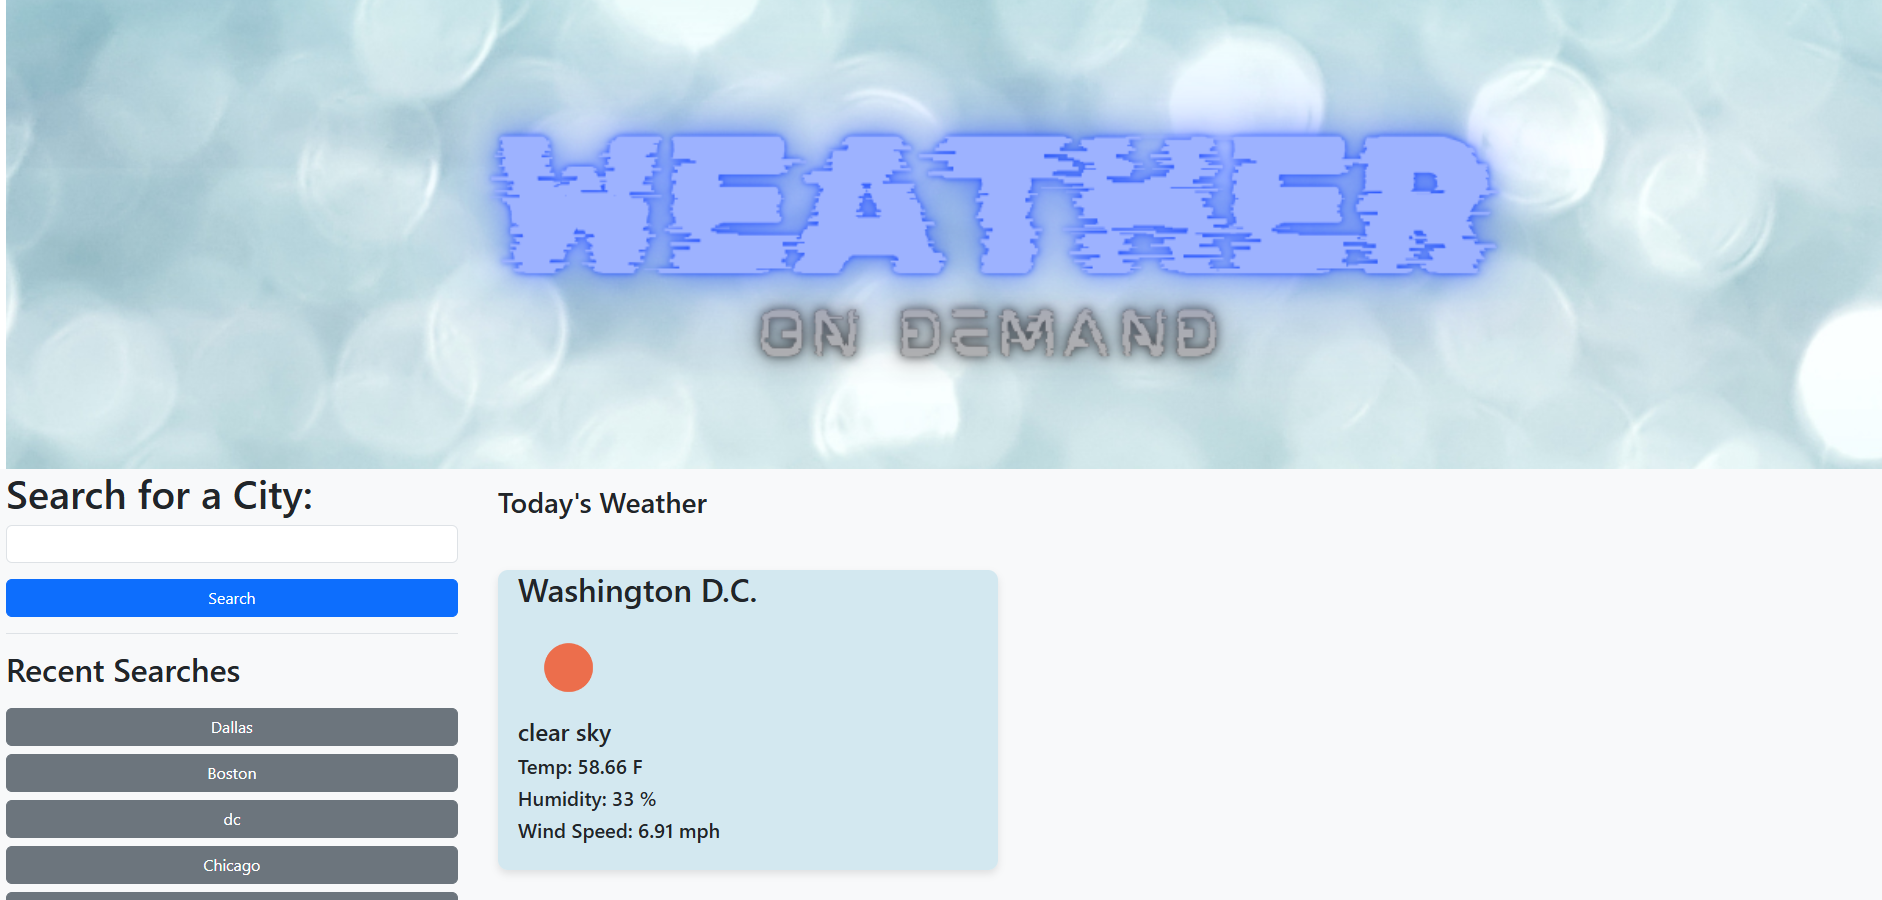 WEATHER
ON DEMAND
Search for a City:
Search
Recent Searches
Dallas
Boston
dc
Chicago
Today's Weather
Washington D.C.
clear sky
Temp: 58.66 F
Humidity: 33 %
Wind Speed: 6.91 mph